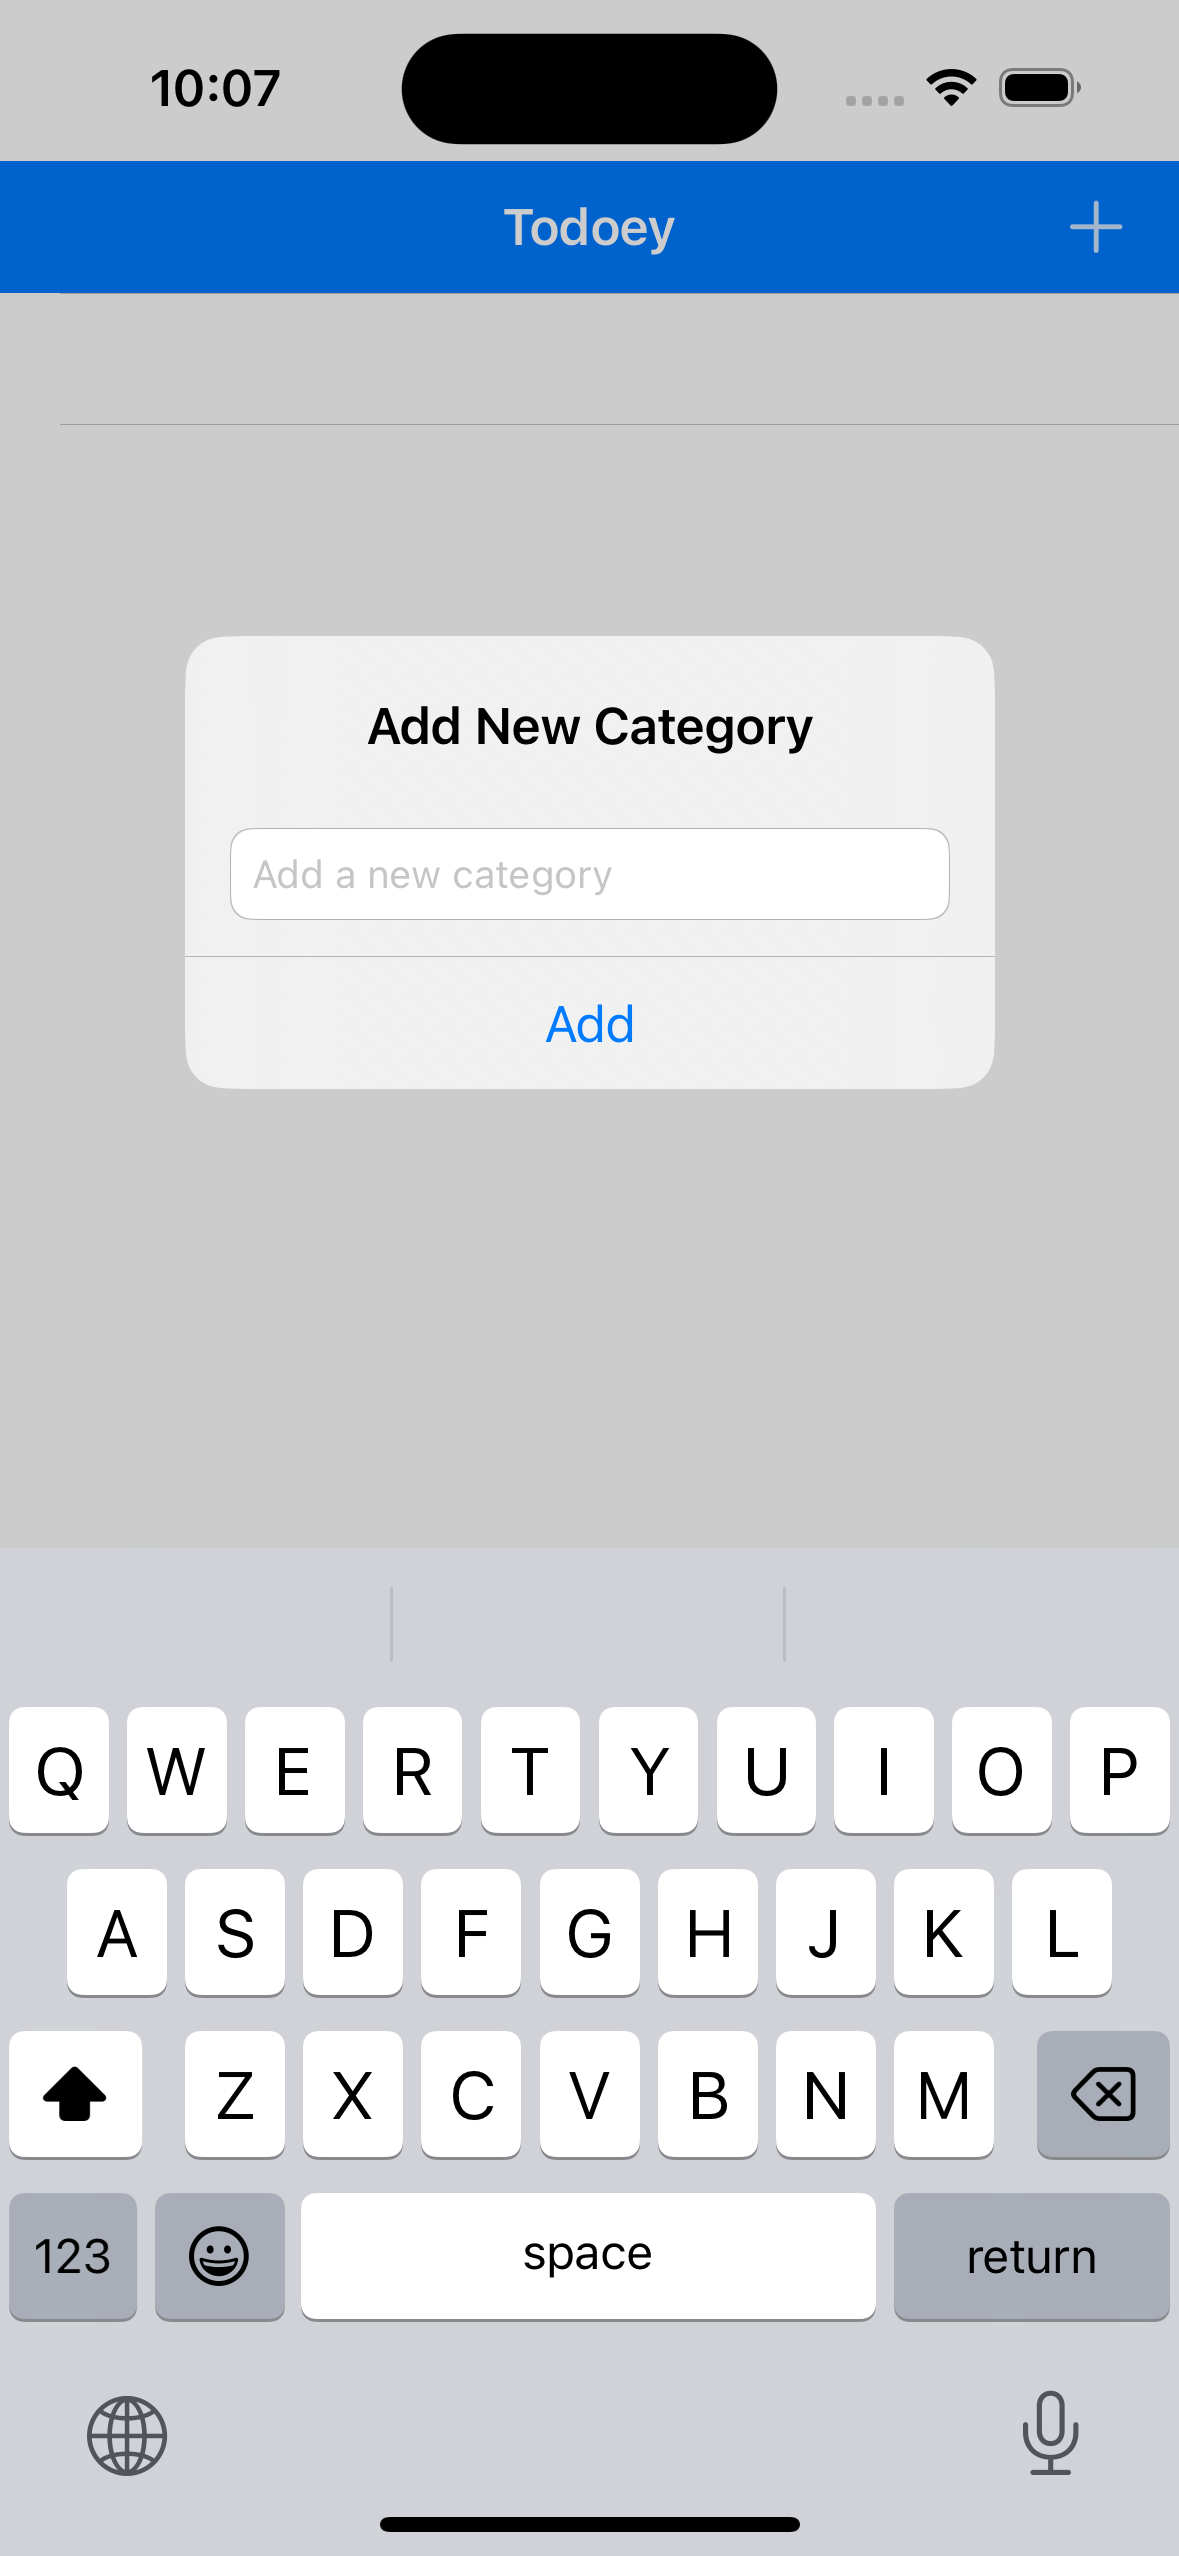 10:07
Todoey
Add New Category
Add a new category
Add
Q W E R T Y U I O P
A S D F G H J K L
Z X C V B N M
123 space return